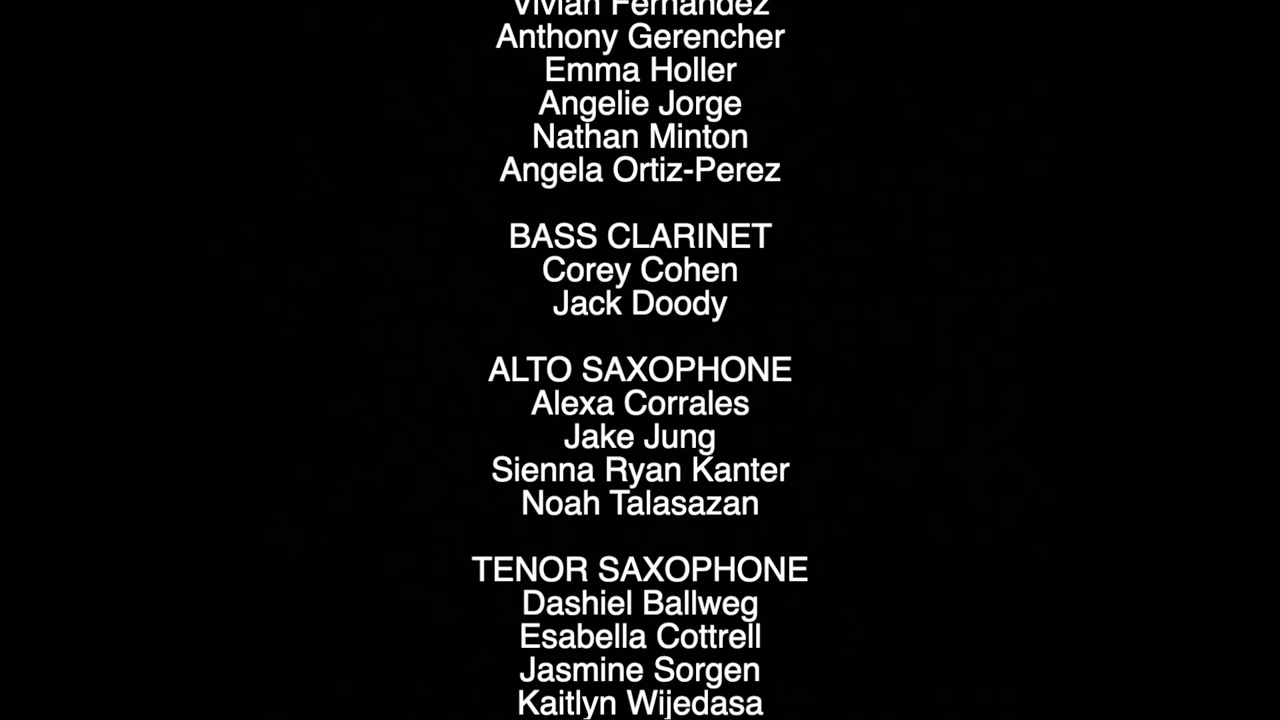 Vivian Fernandez
Anthony Gerencher
Emma Holler
Angelie Jorge
Nathan Minton
Angela Ortiz-Perez
BASS CLARINET
Corey Cohen
Jack Doody
ALTO SAXOPHONE
Alexa Corrales
Jake Jung
Sienna Ryan Kanter
Noah Talasazan
TENOR SAXOPHONE
Dashiel Ballweg
Esabella Cottrell
Jasmine Sorgen
Kaitlyn Wijedasa